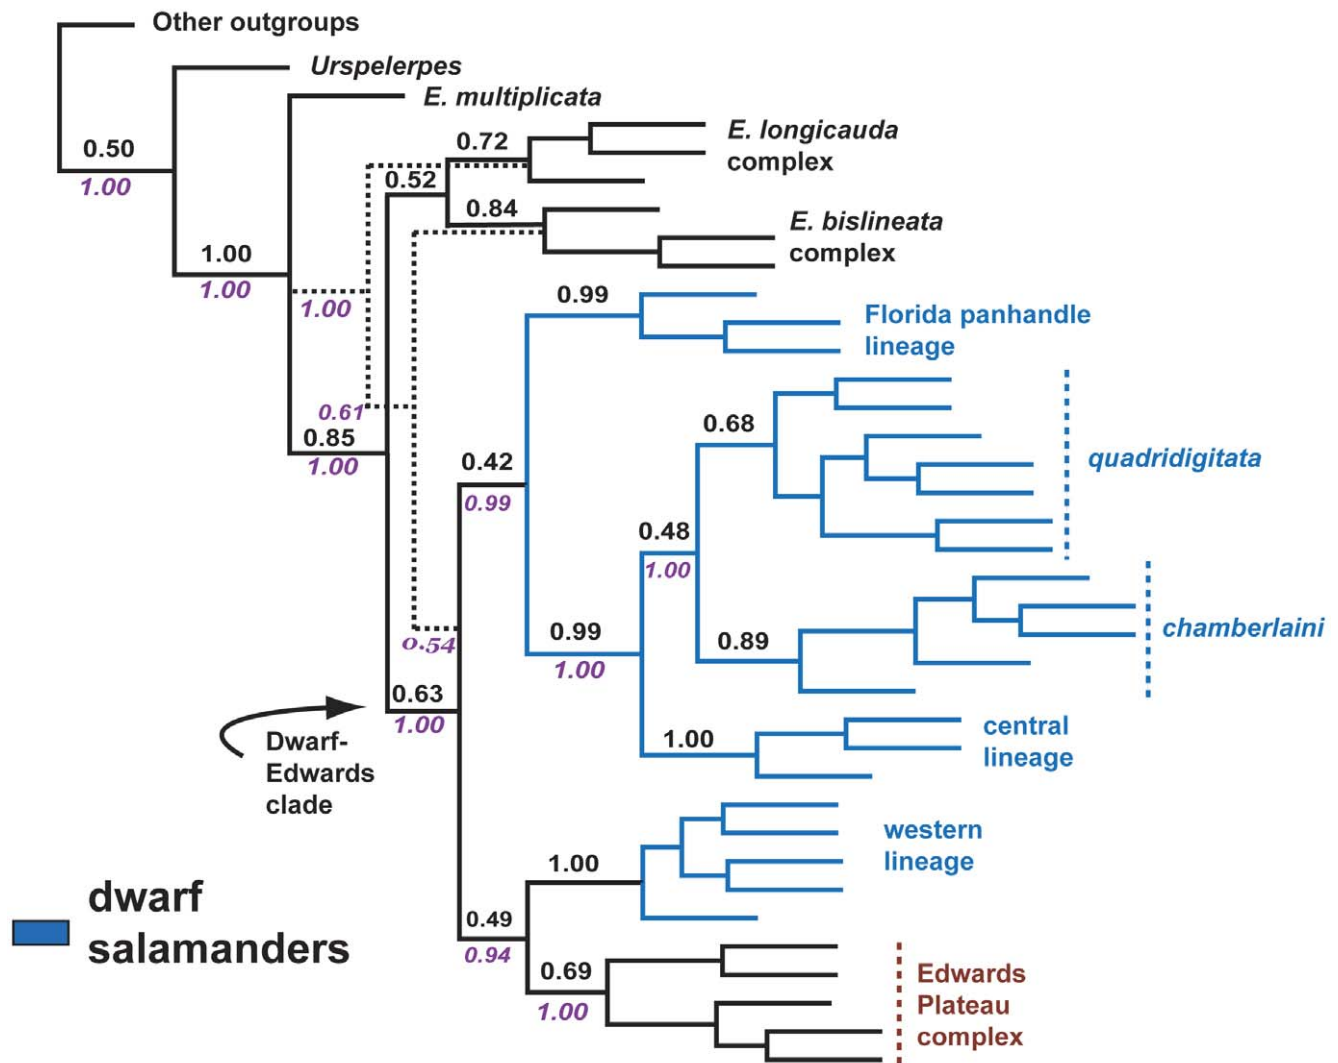 Other outgroups
Urspelerpes
E. multiplicata
E. longicauda
complex
0.72
0.50
1.00
0.52
0.84
E. bislineata
complex
1.00
1.00
1.00
0.99
Florida panhandle
lineage
0.61
0.85
1.00
0.42
0.99
0.68
quadridigitata
0.48
1.00
chamberlaini
0.54
0.99
1.00
0.89
0.63
1.00
Dwarf-
Edwards
clade
1.00
central
lineage
western
lineage
1.00
dwarf
salamanders
0.49
0.94
0.69
1.00
Edwards
Plateau
complex